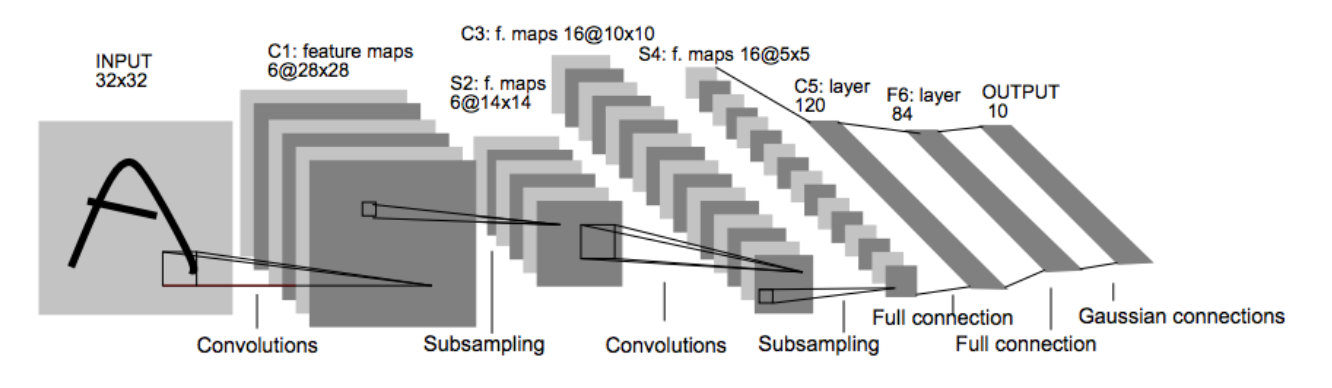 INPUT
32x32
C1: feature maps
6@28x28
S2: f. maps
6@14x14
C3: f. maps 16@10x10
S4: f. maps 16@5x5
C5: layer
120
F6: layer
84
OUTPUT
10
Convolutions
Subsampling
Convolutions
Subsampling
Full connection
Full connection
Gaussian connections
A